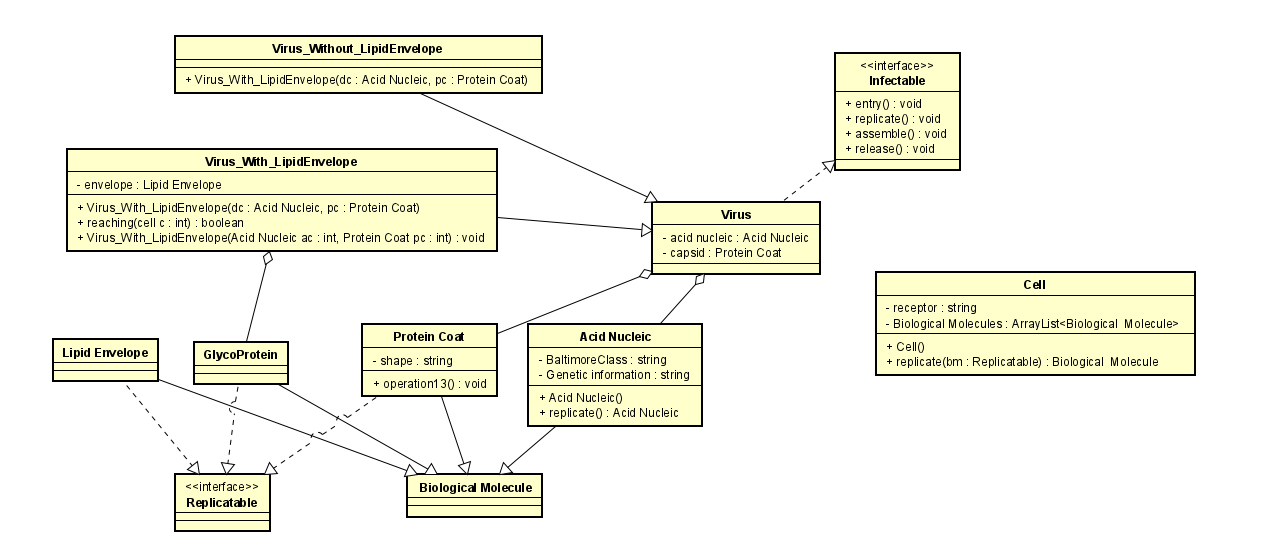 Virus_Without_LipidEnvelope
+ Virus_With_LipidEnvelope(dc : Acid Nucleic, pc : Protein Coat)
<<interface>>
Infectable
+ entry() : void
+ replicate() : void
+ assemble() : void
+ release() : void
Virus_With_LipidEnvelope
- envelope : Lipid Envelope
+ Virus_With_LipidEnvelope(dc : Acid Nucleic, pc : Protein Coat)
+ reaching(cell c : int) : boolean
+ Virus_With_LipidEnvelope(Acid Nucleic ac : int, Protein Coat pc : int) : void
Virus
- acid nucleic : Acid Nucleic
- capsid : Protein Coat
Cell
- receptor : string
- Biological Molecules : ArrayList<Biological Molecule>
+ Cell()
+ replicate(bm : Replicatable) : Biological Molecule
Lipid Envelope
GlycoProtein
Protein Coat
- shape : string
+ operation13() : void
Acid Nucleic
- BaltimoreClass : string
- Genetic information : string
+ Acid Nucleic()
+ replicate() : Acid Nucleic
<<interface>>
Replicatable
Biological Molecule